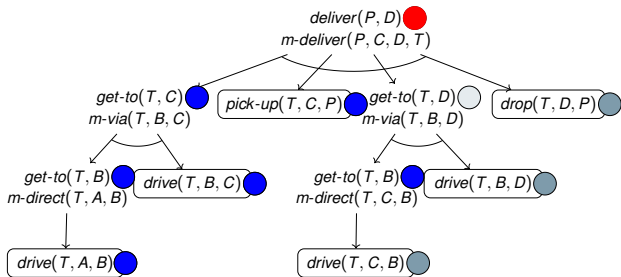 deliver(P, D)
m-deliver(P, C, D, T)
get-to(T, C)
m-via(T, B, C)
pick-up(T, C, P)
get-to(T, D)
m-via(T, B, D)
drop(T, D, P)
get-to(T, B)
m-direct(T, A, B)
drive(T, B, C)
get-to(T, B)
m-direct(T, C, B)
drive(T, B, D)
drive(T, A, B)
drive(T, C, B)